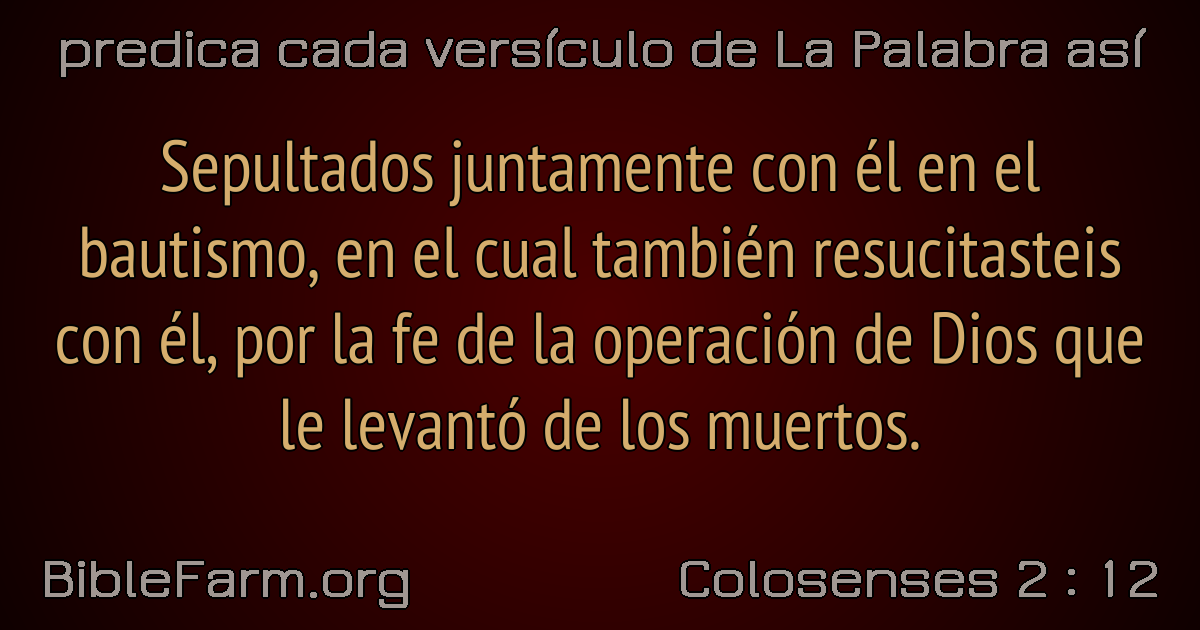 predica cada versículo de La Palabra así
Sepultados juntamente con él en el
bautismo, en el cual también resucitasteis
con él, por la fe de la operación de Dios que
le levantó de los muertos.
BibleFarm.org
Colosenses 2 : 12